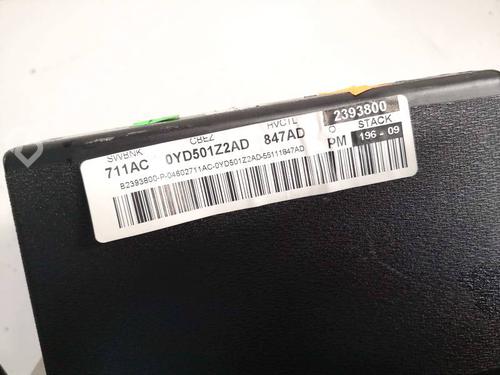 SWBNK CBEZ HVCTL 2393800
711AC 0YD501Z2AD 847AD O STACK
PM 196-09
B2393800-P-04602711AC-0YD501Z2AD-55111847AD